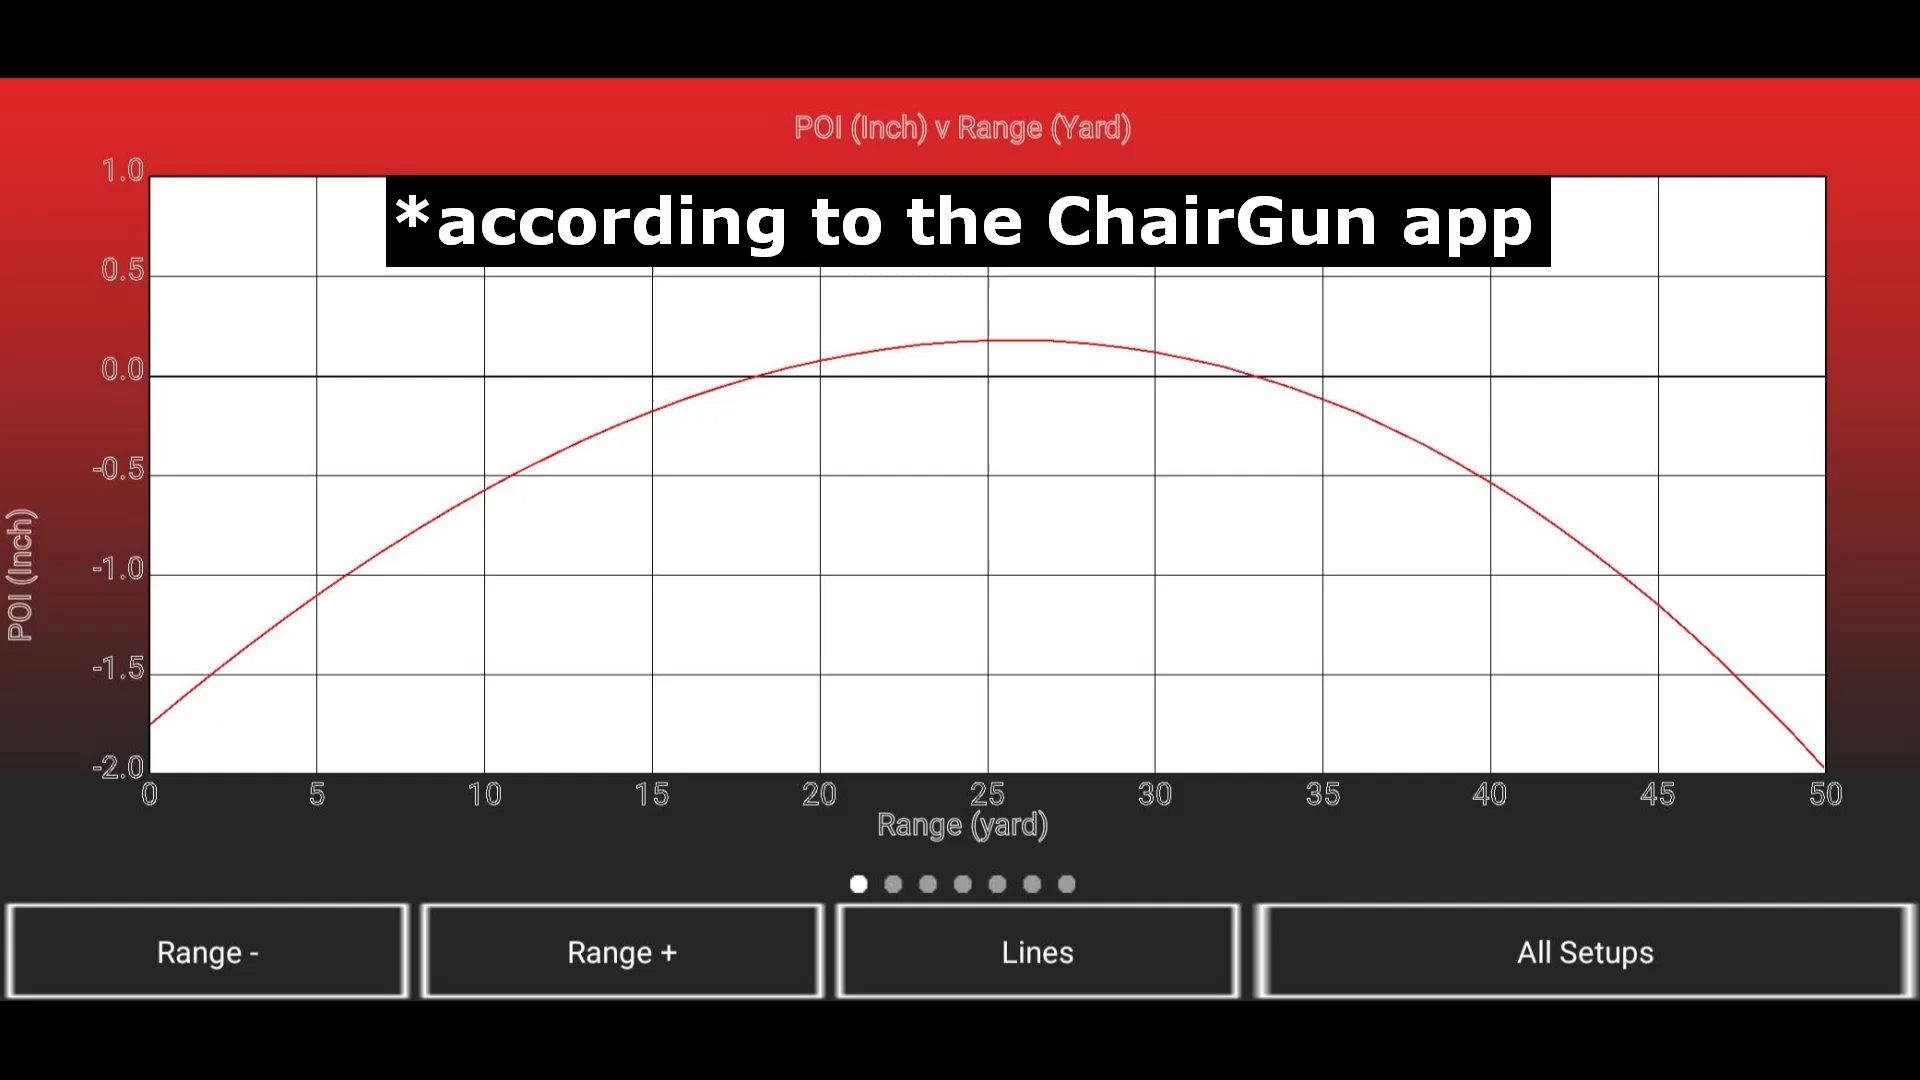 POI (Inch) v Range (Yard)
*according to the ChairGun app
1.0
0.5
0.0
-0.5
-1.0
-1.5
-2.0
POI (Inch)
0 5 10 15 20 25 30 35 40 45 50
Range (yard)
Range - Range + Lines All Setups